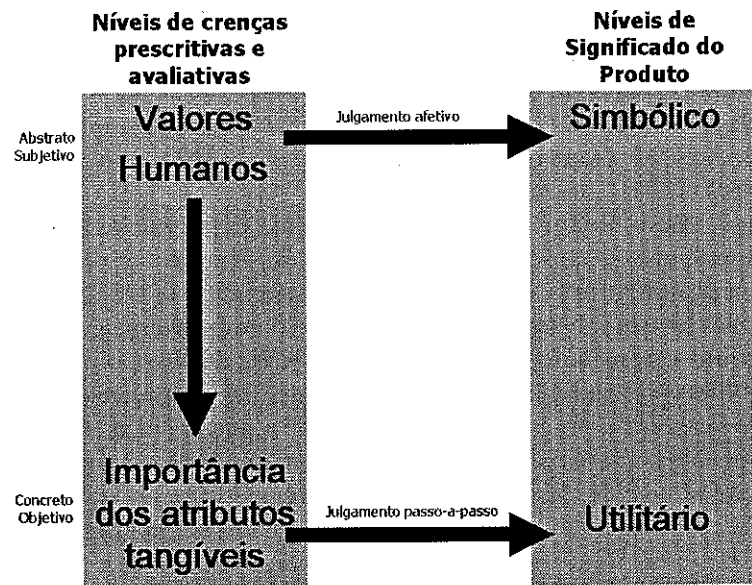 Níveis de crenças
prescritivas e
avaliativas
Níveis de
Significado do
Produto
Abstrato
Subjetivo
Valores
Humanos
Julgamento afetivo
Simbólico
Concreto
Objetivo
Importância
dos atributos
tangíveis
Julgamento passo-a-passo
Utilitário